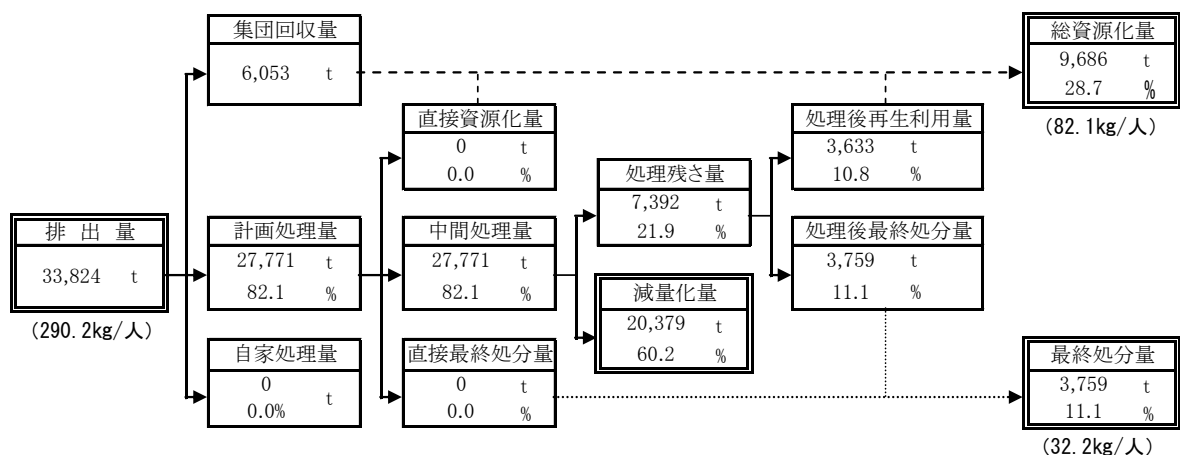 集団回収量
6,053 t
総資源化量
9,686 t
28.7 %
(82.1kg/人)
直接資源化量
0 t
0.0 %
処理後再生利用量
3,633 t
10.8 %
処理残さ量
7,392 t
21.9 %
排 出 量
33,824 t
(290.2kg/人)
計画処理量
27,771 t
82.1 %
中間処理量
27,771 t
82.1 %
処理後最終処分量
3,759 t
11.1 %
減量化量
20,379 t
60.2 %
自家処理量
0 t
0.0%
直接最終処分量
0 t
0.0 %
最終処分量
3,759 t
11.1 %
(32.2kg/人)